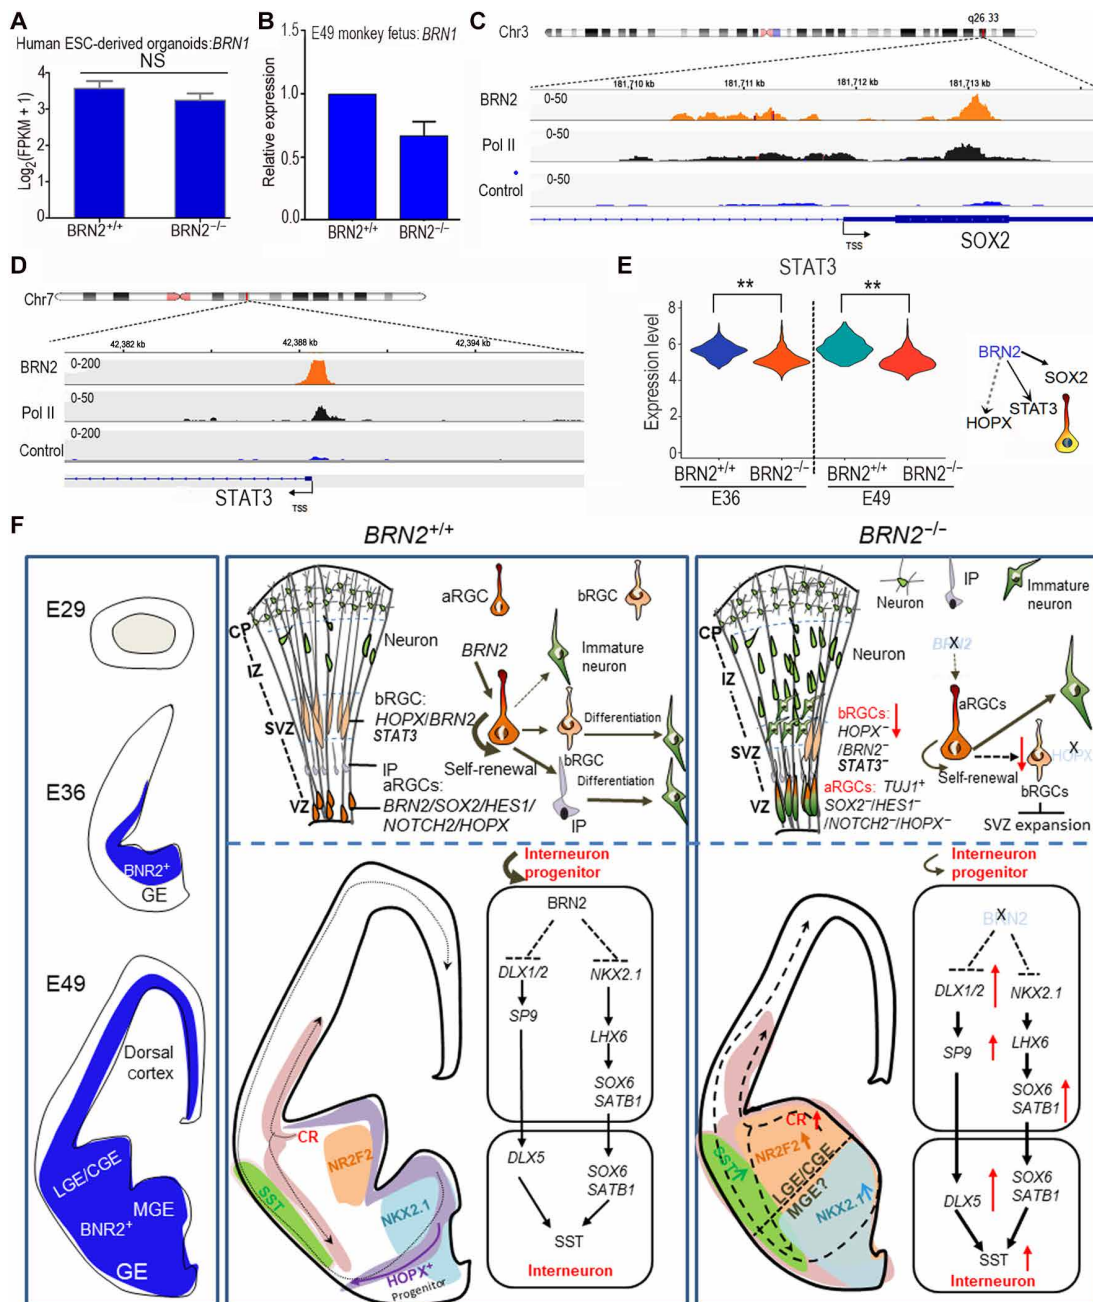 A
Human ESC-derived organoids: BRN1
NS
Log2(FPKM + 1)
4
3
2
1
0
BRN2+/+
BRN2−/−
B
E49 monkey fetus: BRN1
Relative expression
1.5
1.0
0.5
0.0
BRN2+/+
BRN2−/−
C
q26.33
Chr3
181,710 kb
181,711 kb
181,712 kb
181,713 kb
BRN2
0-50
Pol II
0-50
Control
0-50
TSS
SOX2
D
Chr7
42,382 kb
42,388 kb
42,394 kb
BRN2
0-200
Pol II
0-50
Control
0-200
STAT3
TSS
E
STAT3
Expression level
8
6
4
2
0
BRN2+/+
BRN2−/−
BRN2+/+
BRN2−/−
E36
E49
**
**
BRN2
SOX2
STAT3
HOPX
F
BRN2+/+
BRN2−/−
E29
E36
BNR2+
GE
E49
Dorsal
cortex
LGE/CGE
MGE
BNR2+
GE
CP
IZ
SVZ
VZ
Neuron
bRGC:
HOPX/BRN2
STAT3
IP
aRGCs:
BRN2/SOX2/HES1/
NOTCH2/HOPX
aRGC
bRGC
BRN2
Immature
neuron
Differentiation
bRGC
Self-renewal
Differentiation
IP
CR
NR2F2
SST
NKX2.1
HOPX+
Progenitor
Interneuron
progenitor
BRN2
DLX1/2
NKX2.1
SP9
LHX6
SOX6
SATB1
DLX5
SOX6
SATB1
SST
Interneuron
Neuron
IP
Immature
neuron
CP
IZ
SVZ
VZ
Neuron
bRGCs:
HOPX−
/BRN2−
STAT3−
aRGCs: TUJ1+
SOX2−/HES1−
/NOTCH2−/HOPX−
BRN2
X
aRGCs
Self-renewal
HOPX
X
bRGCs
SVZ expansion
CR
NR2F2
SST
LGE/CGE
MGE?
NKX2.1
Interneuron
progenitor
BRN2
X
DLX1/2
NKX2.1
SP9
LHX6
SOX6
SATB1
DLX5
SOX6
SATB1
SST
Interneuron